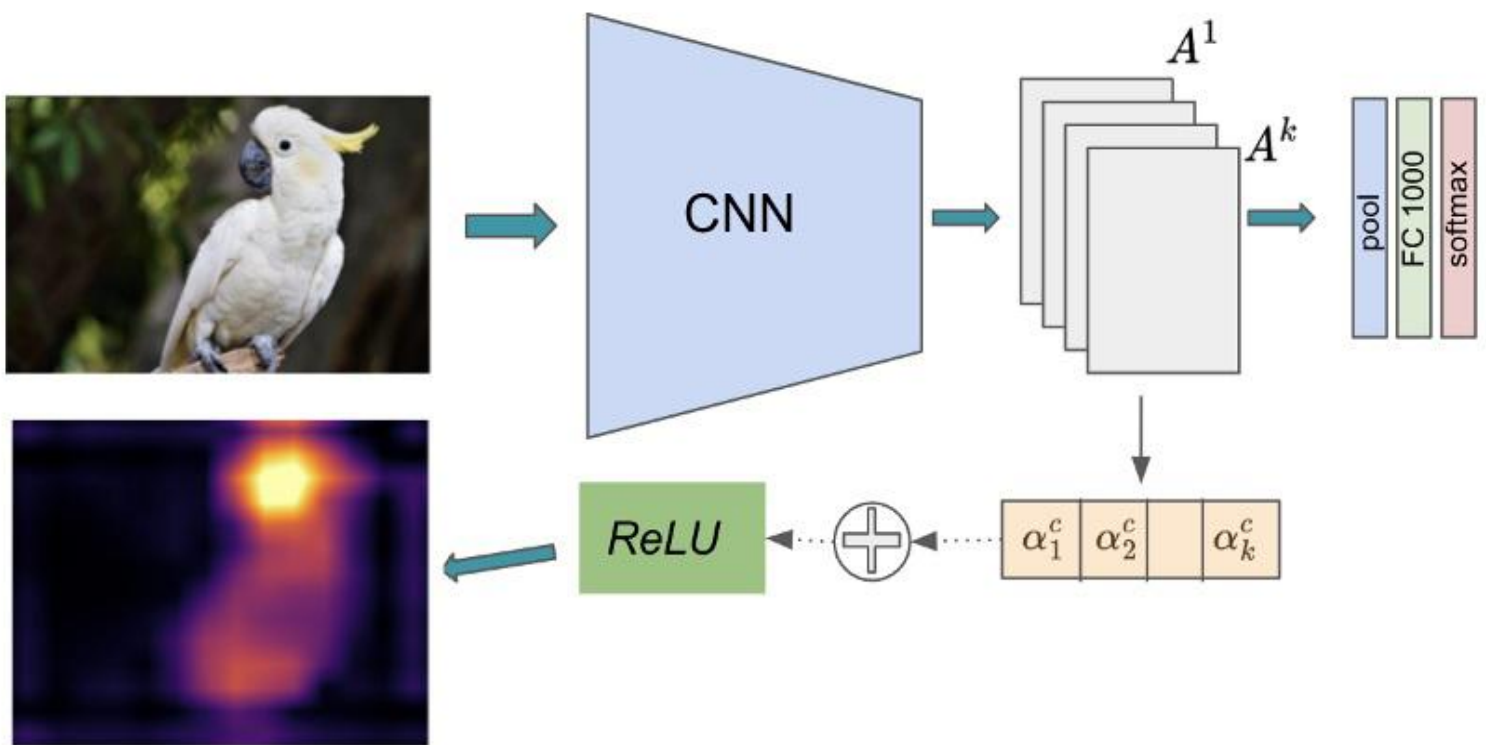 A^1
A^k
CNN
pool
FC 1000
softmax
ReLU
α_1^c α_2^c α_k^c